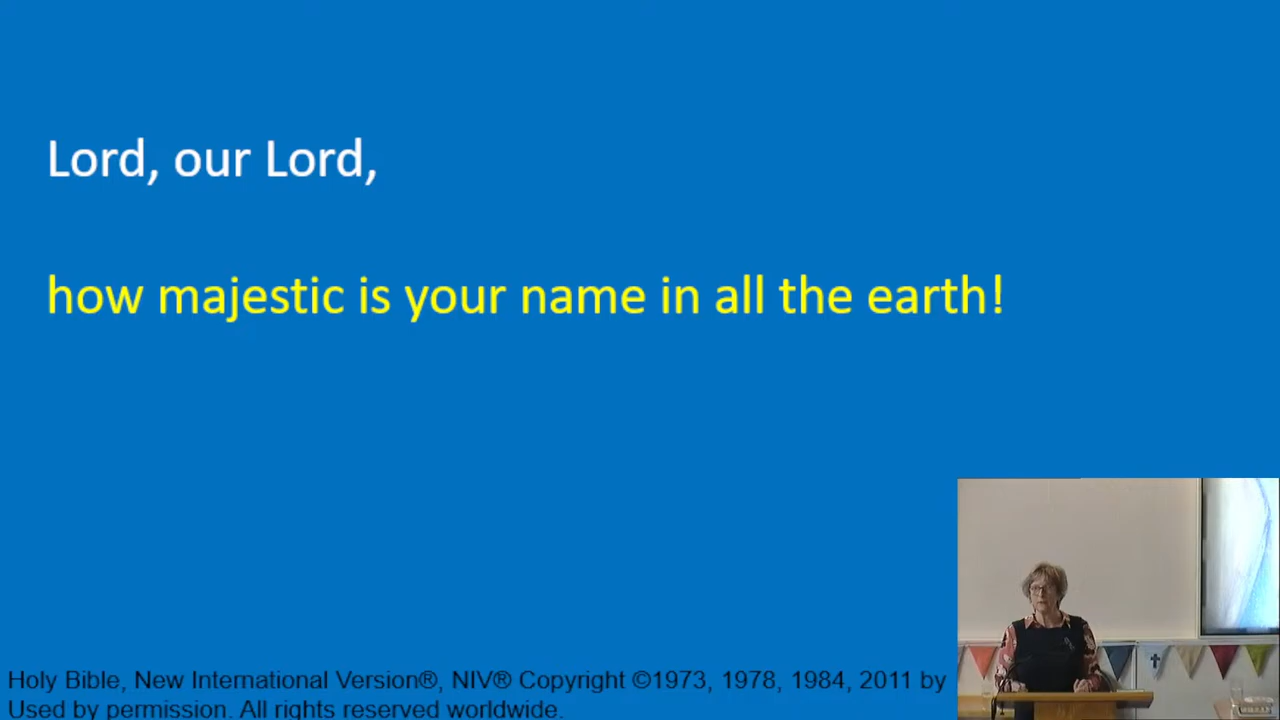 Lord, our Lord,
how majestic is your name in all the earth!
Holy Bible, New International Version®, NIV® Copyright ©1973, 1978, 1984, 2011 by
Used by permission. All rights reserved worldwide.